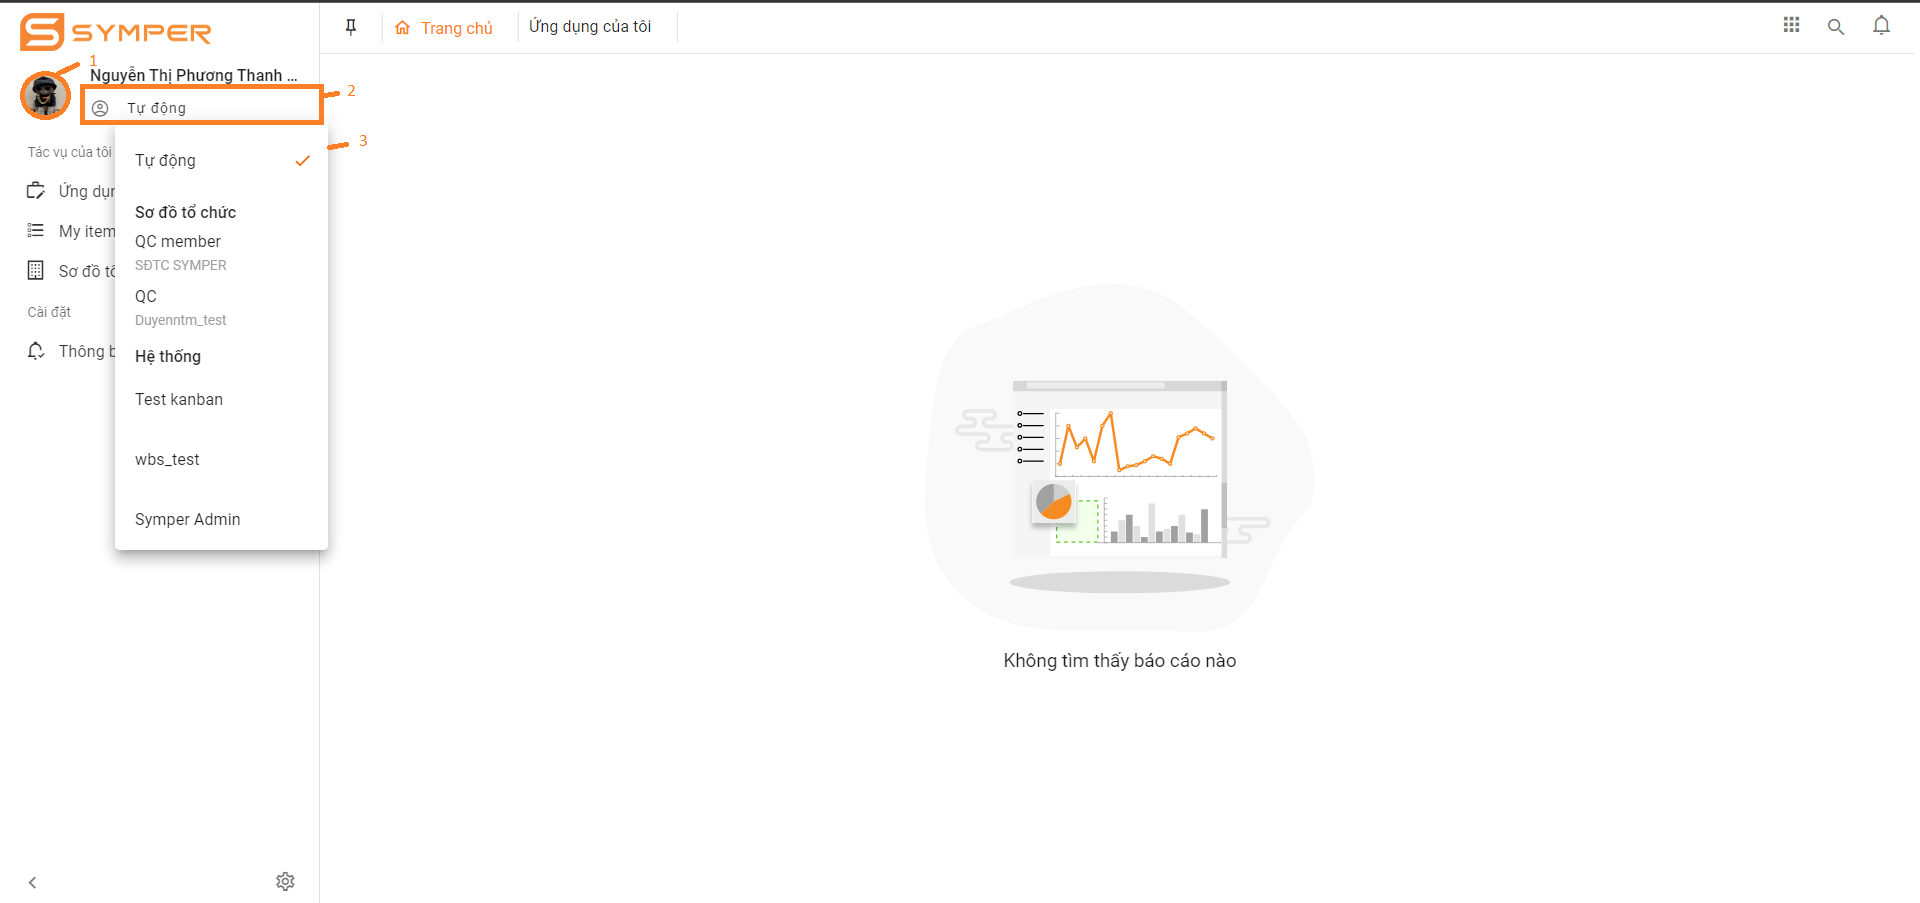 SYMPER
Trang chủ
Ứng dụng của tôi
1
Nguyễn Thị Phương Thanh ...
2
Tự động
3
Tác vụ của tôi
Tự động
Ứng dụn
Sơ đồ tổ chức
My item
QC member
SĐTC SYMPER
Sơ đồ tổ
QC
Cài đặt
Duyenntm_test
Thông b
Hệ thống
Test kanban
wbs_test
Symper Admin
Không tìm thấy báo cáo nào